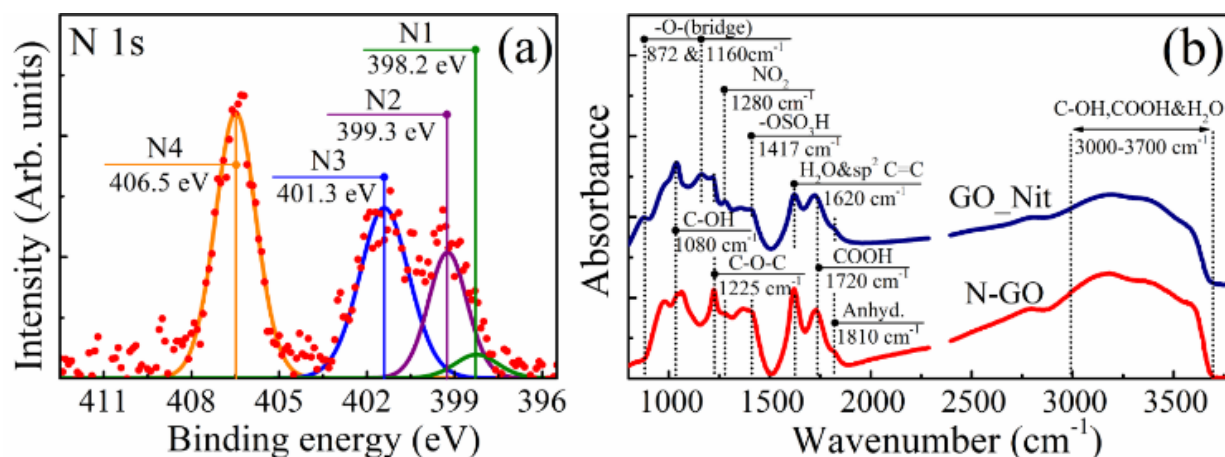 N 1s
(a)
N1
398.2 eV
N2
399.3 eV
N3
401.3 eV
N4
406.5 eV
Intensity (Arb. units)
411 408 405 402 399 396
Binding energy (eV)
(b)
-O-(bridge)
872 & 1160cm⁻¹
NO₂
1280 cm⁻¹
-OSO₃H
1417 cm⁻¹
H₂O&sp² C=C
1620 cm⁻¹
C-OH,COOH&H₂O
3000-3700 cm⁻¹
GO_Nit
C-OH
1080 cm⁻¹
C-O-C
1225 cm⁻¹
COOH
1720 cm⁻¹
Anhyd.
1810 cm⁻¹
N-GO
Absorbance
1000 1500 2000 2500 3000 3500
Wavenumber (cm⁻¹)